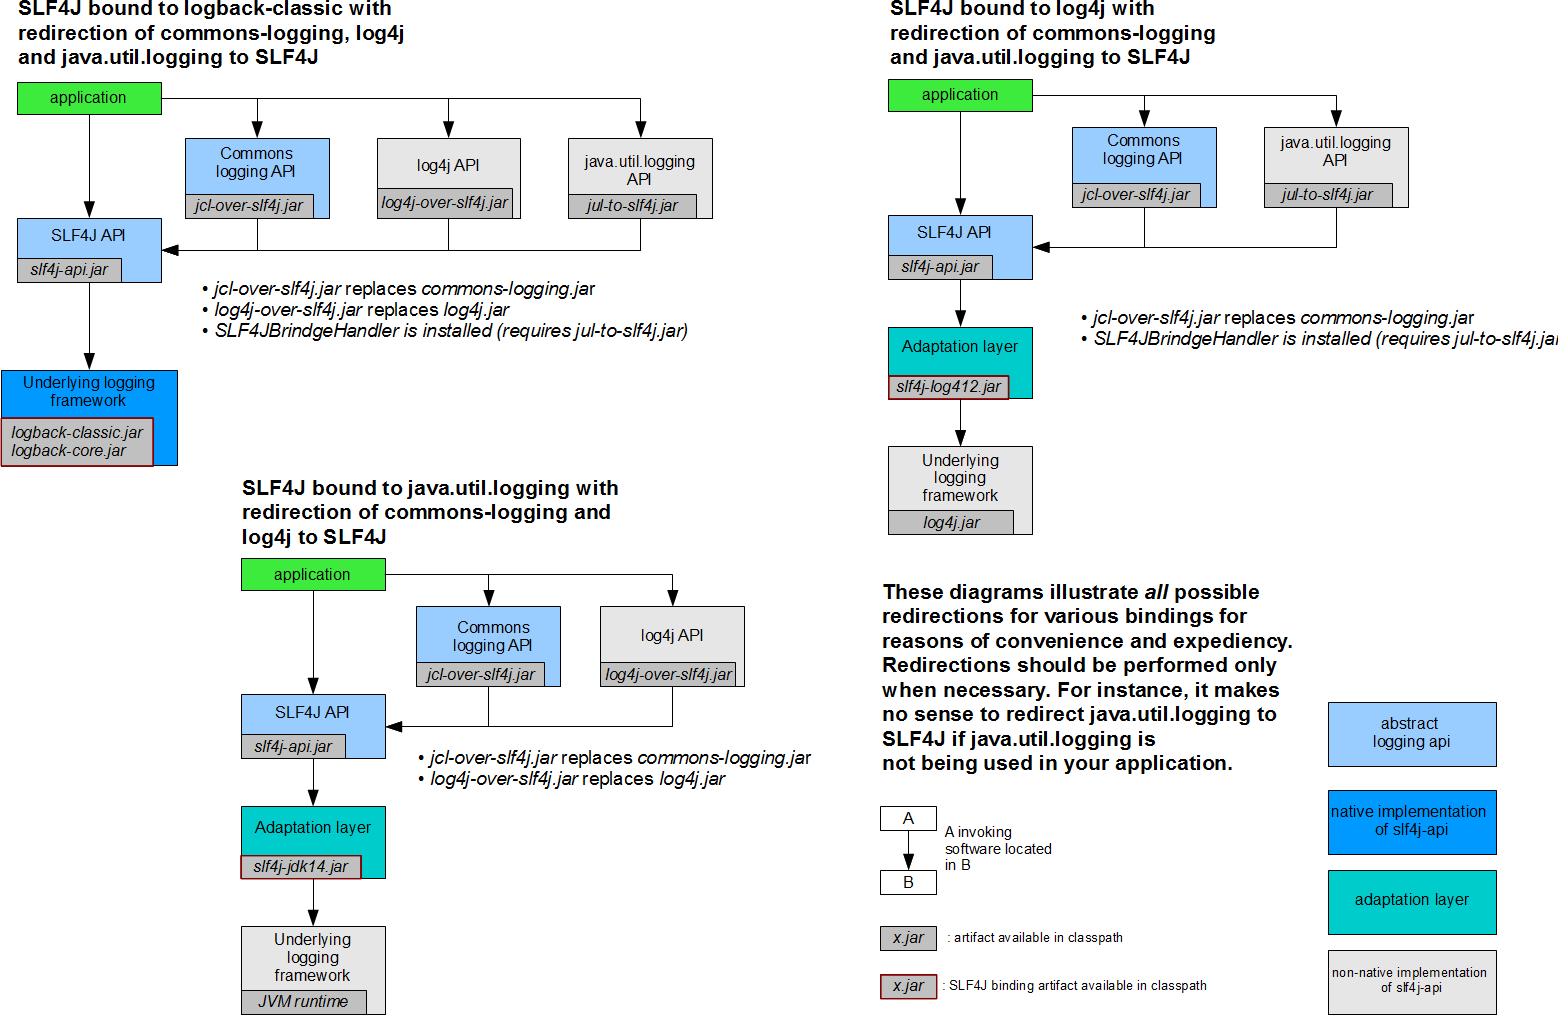 SLF4J bound to logback-classic with
redirection of commons-logging, log4j
and java.util.logging to SLF4J
application
Commons
logging API
jcl-over-slf4j.jar
log4j API
log4j-over-slf4j.jar
java.util.logging
API
jul-to-slf4j.jar
SLF4J API
slf4j-api.jar
• jcl-over-slf4j.jar replaces commons-logging.jar
• log4j-over-slf4j.jar replaces log4j.jar
• SLF4JBrindgeHandler is installed (requires jul-to-slf4j.jar)
Underlying logging
framework
logback-classic.jar
logback-core.jar
SLF4J bound to log4j with
redirection of commons-logging
and java.util.logging to SLF4J
application
Commons
logging API
jcl-over-slf4j.jar
java.util.logging
API
jul-to-slf4j.jar
SLF4J API
slf4j-api.jar
• jcl-over-slf4j.jar replaces commons-logging.jar
• SLF4JBrindgeHandler is installed (requires jul-to-slf4j.jar
Adaptation layer
slf4j-log412.jar
Underlying
logging
framework
log4j.jar
SLF4J bound to java.util.logging with
redirection of commons-logging and
log4j to SLF4J
application
Commons
logging API
jcl-over-slf4j.jar
log4j API
log4j-over-slf4j.jar
SLF4J API
slf4j-api.jar
• jcl-over-slf4j.jar replaces commons-logging.jar
• log4j-over-slf4j.jar replaces log4j.jar
Adaptation layer
slf4j-jdk14.jar
Underlying
logging
framework
JVM runtime
These diagrams illustrate all possible
redirections for various bindings for
reasons of convenience and expediency.
Redirections should be performed only
when necessary. For instance, it makes
no sense to redirect java.util.logging to
SLF4J if java.util.logging is
not being used in your application.
A
A invoking
software located
in B
B
x.jar : artifact available in classpath
x.jar : SLF4J binding artifact available in classpath
abstract
logging api
native implementation
of slf4j-api
adaptation layer
non-native implementation
of slf4j-api